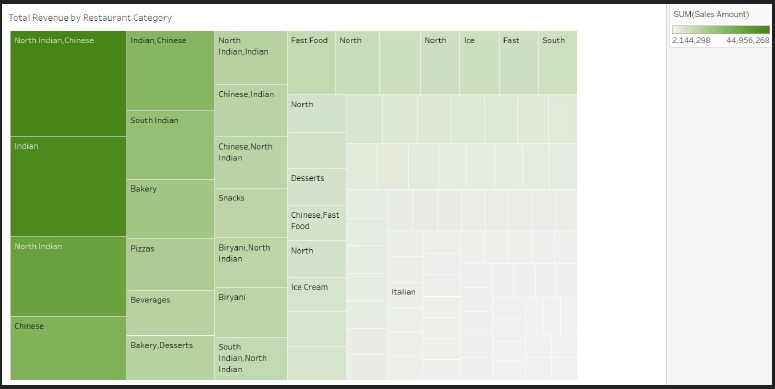 Total Revenue by Restaurant Category
SUM(Sales Amount)
2,144,298 44,956,268
North Indian,Chinese
Indian
North Indian
Chinese
Indian,Chinese
South Indian
Bakery
Pizzas
Beverages
Bakery,Desserts
North
Indian,Indian
Chinese,Indian
Chinese,North
Indian
Snacks
Biryani,North
Indian
Biryani
South
Indian,North
Indian
Fast Food
North
North
Ice
Fast
South
North
Desserts
Chinese,Fast
Food
North
Ice Cream
Italian